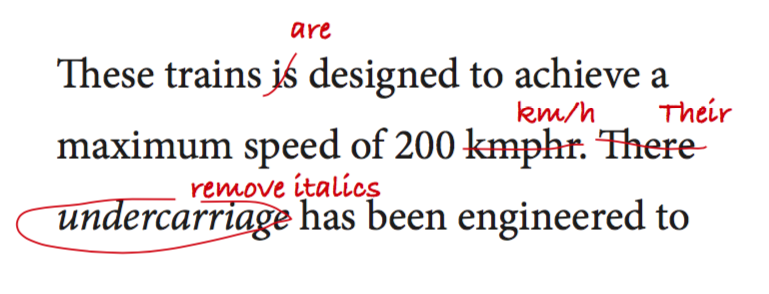 are
These trains is designed to achieve a
km/h Their
maximum speed of 200 kmphr. There
remove italics
undercarriage has been engineered to